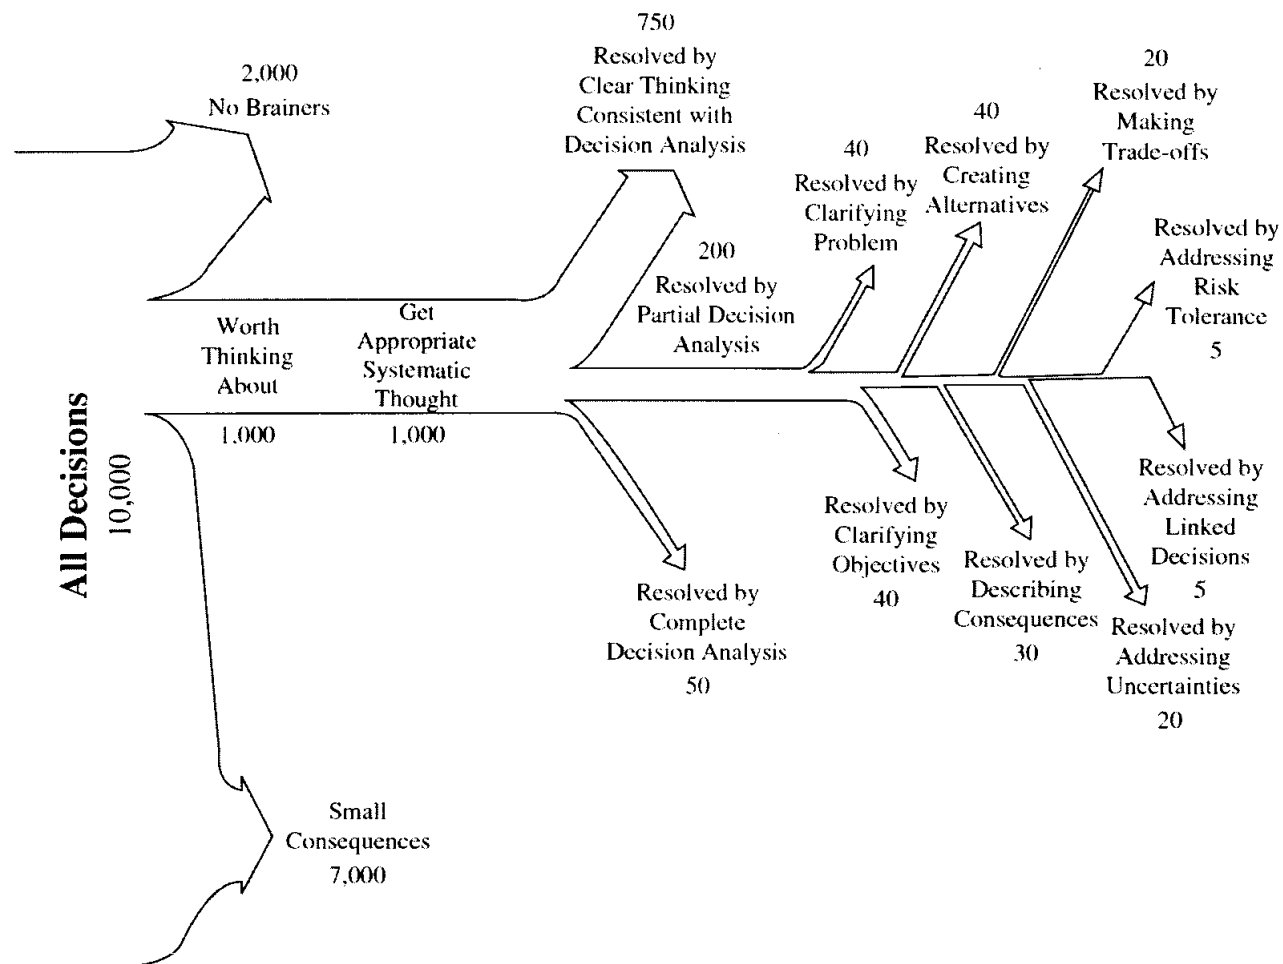 All Decisions
10,000
2,000
No Brainers
Worth
Thinking
About
1,000
Get
Appropriate
Systematic
Thought
1,000
Small
Consequences
7,000
750
Resolved by
Clear Thinking
Consistent with
Decision Analysis
200
Resolved by
Partial Decision
Analysis
Resolved by
Complete
Decision Analysis
50
40
Resolved by
Clarifying
Problem
40
Resolved by
Creating
Alternatives
20
Resolved by
Making
Trade-offs
Resolved by
Addressing
Risk
Tolerance
5
Resolved by
Clarifying
Objectives
40
Resolved by
Describing
Consequences
30
Resolved by
Addressing
Linked
Decisions
5
Resolved by
Addressing
Uncertainties
20